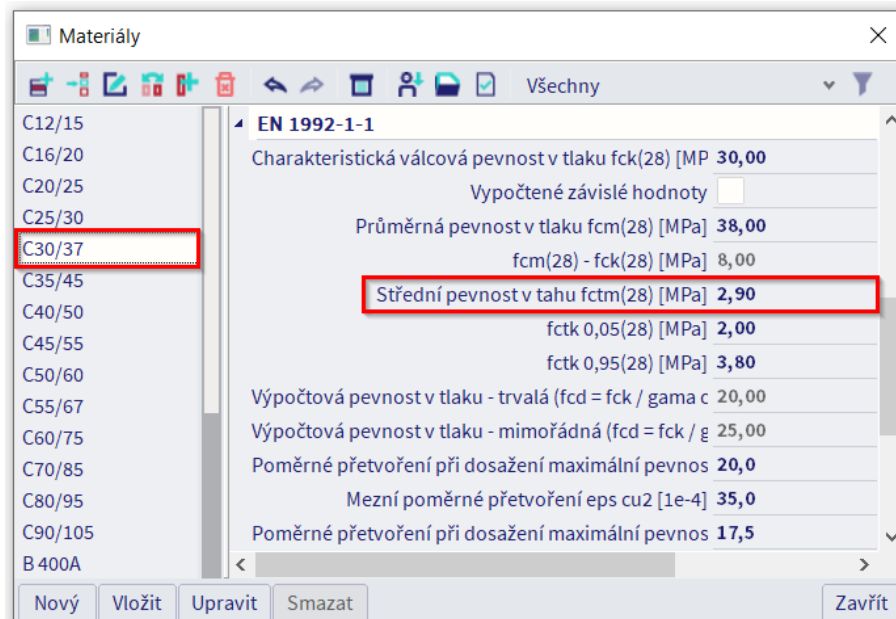 Materiály
Všechny
C12/15
C16/20
C20/25
C25/30
C30/37
C35/45
C40/50
C45/55
C50/60
C55/67
C60/75
C70/85
C80/95
C90/105
B 400A
EN 1992-1-1
Charakteristická válcová pevnost v tlaku fck(28) [MP 30,00
Vypočtené závislé hodnoty
Průměrná pevnost v tlaku fcm(28) [MPa] 38,00
fcm(28) - fck(28) [MPa] 8,00
Střední pevnost v tahu fctm(28) [MPa] 2,90
fctk 0,05(28) [MPa] 2,00
fctk 0,95(28) [MPa] 3,80
Výpočtová pevnost v tlaku - trvalá (fcd = fck / gama c 20,00
Výpočtová pevnost v tlaku - mimořádná (fcd = fck / g 25,00
Poměrné přetvoření při dosažení maximální pevnos 20,0
Mezní poměrné přetvoření eps cu2 [1e-4] 35,0
Poměrné přetvoření při dosažení maximální pevnos 17,5
Nový Vložit Upravit Smazat Zavřít